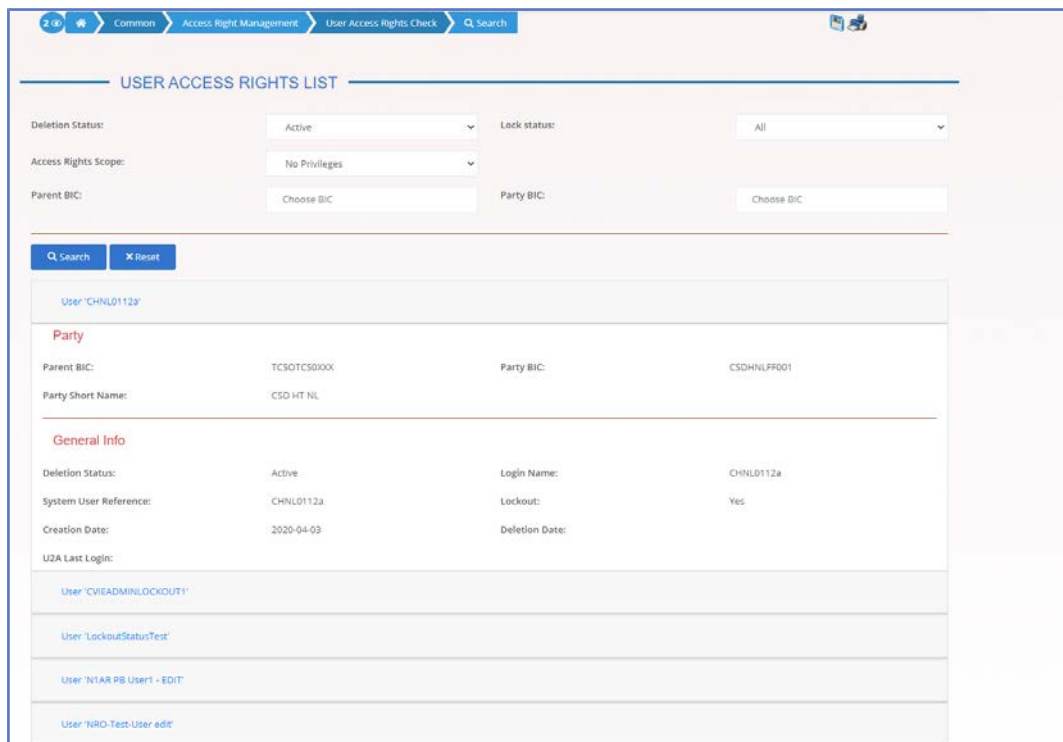 2 Common Access Right Management User Access Rights Check Search
USER ACCESS RIGHTS LIST
Deletion Status: Active Lock status: All
Access Rights Scope: No Privileges
Parent BIC: Choose BIC Party BIC: Choose BIC
Search Reset
User 'CHNL0112a'
Party
Parent BIC: TCSOTCS0XXX Party BIC: CSDHNLFF001
Party Short Name: CSD HT NL
General Info
Deletion Status: Active Login Name: CHNL0112a
System User Reference: CHNL0112a Lockout: Yes
Creation Date: 2020-04-03 Deletion Date:
U2A Last Login:
User 'CVIEADMINLOCKOUT1'
User 'LockoutStatusTest'
User 'N1AR PB User1 - EDIT'
User 'NRO-Test-User edit'